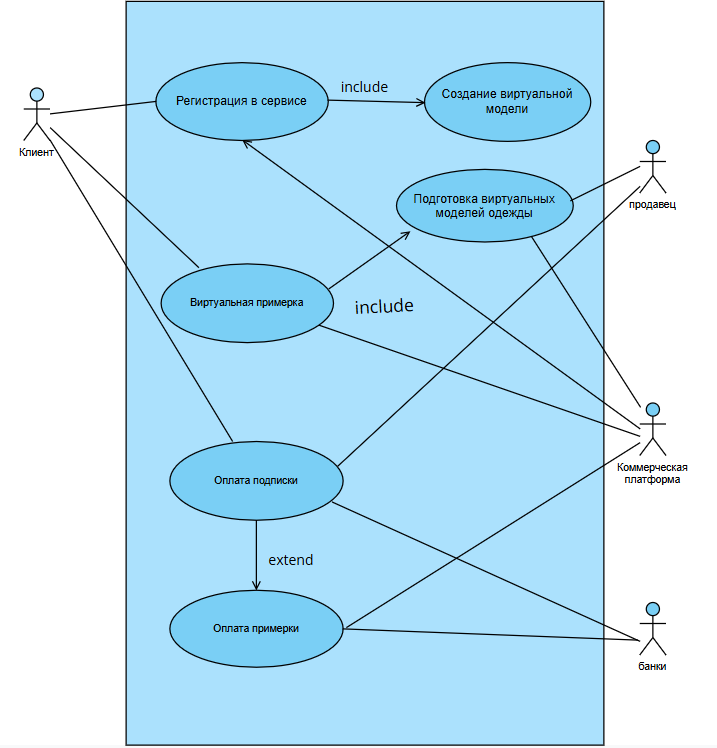 Регистрация в сервисе
include
Создание виртуальной
модели
Клиент
Подготовка виртуальных
моделей одежды
продавец
Виртуальная примерка
include
Коммерческая
платформа
Оплата подписки
extend
Оплата примерки
банки